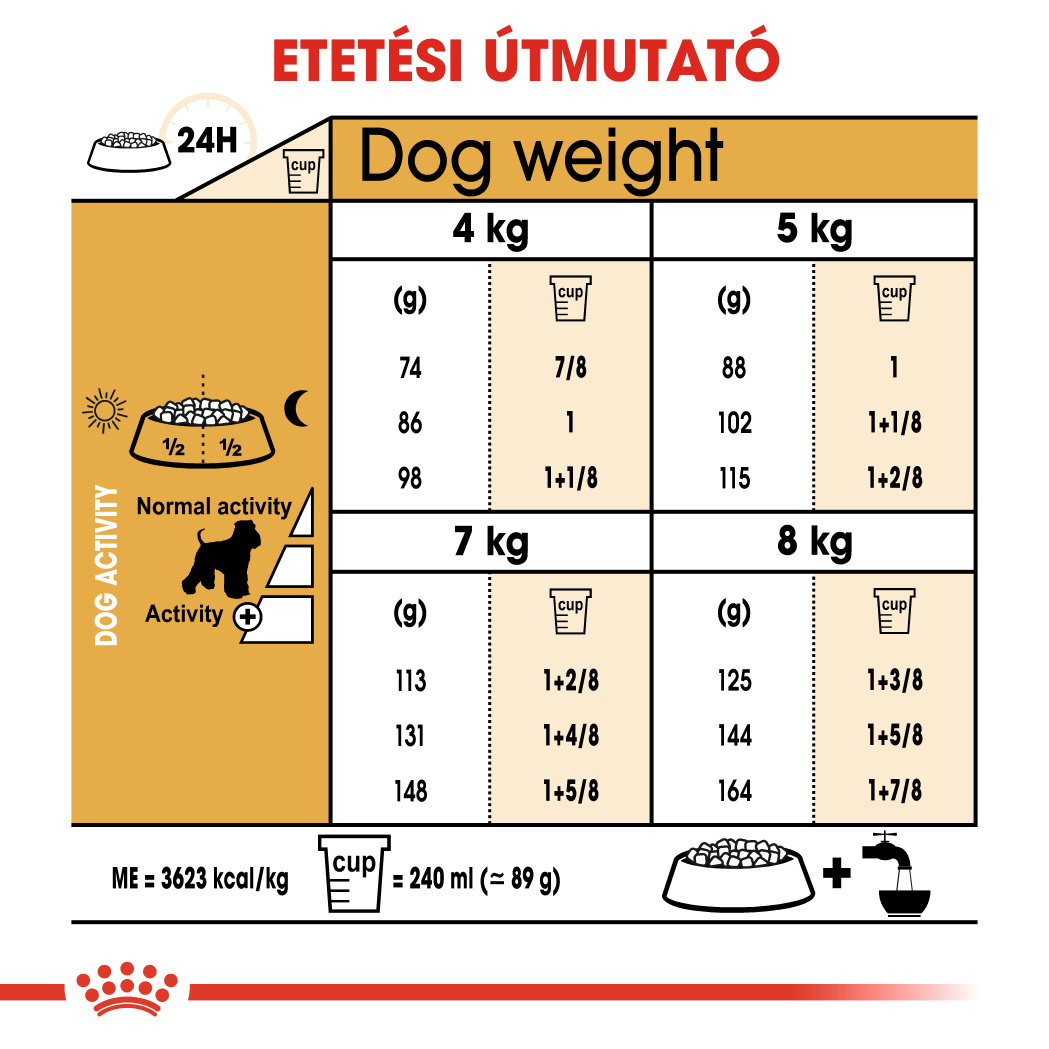 ETETÉSI ÚTMUTATÓ
24H
cup
Dog weight
4 kg 5 kg
(g) cup (g) cup
74 7/8 88 1
86 1 102 1+1/8
98 1+1/8 115 1+2/8
½ ½
DOG ACTIVITY
Normal activity
Activity +
7 kg 8 kg
(g) cup (g) cup
113 1+2/8 125 1+3/8
131 1+4/8 144 1+5/8
148 1+5/8 164 1+7/8
ME = 3623 kcal/kg cup = 240 ml (≃ 89 g) +